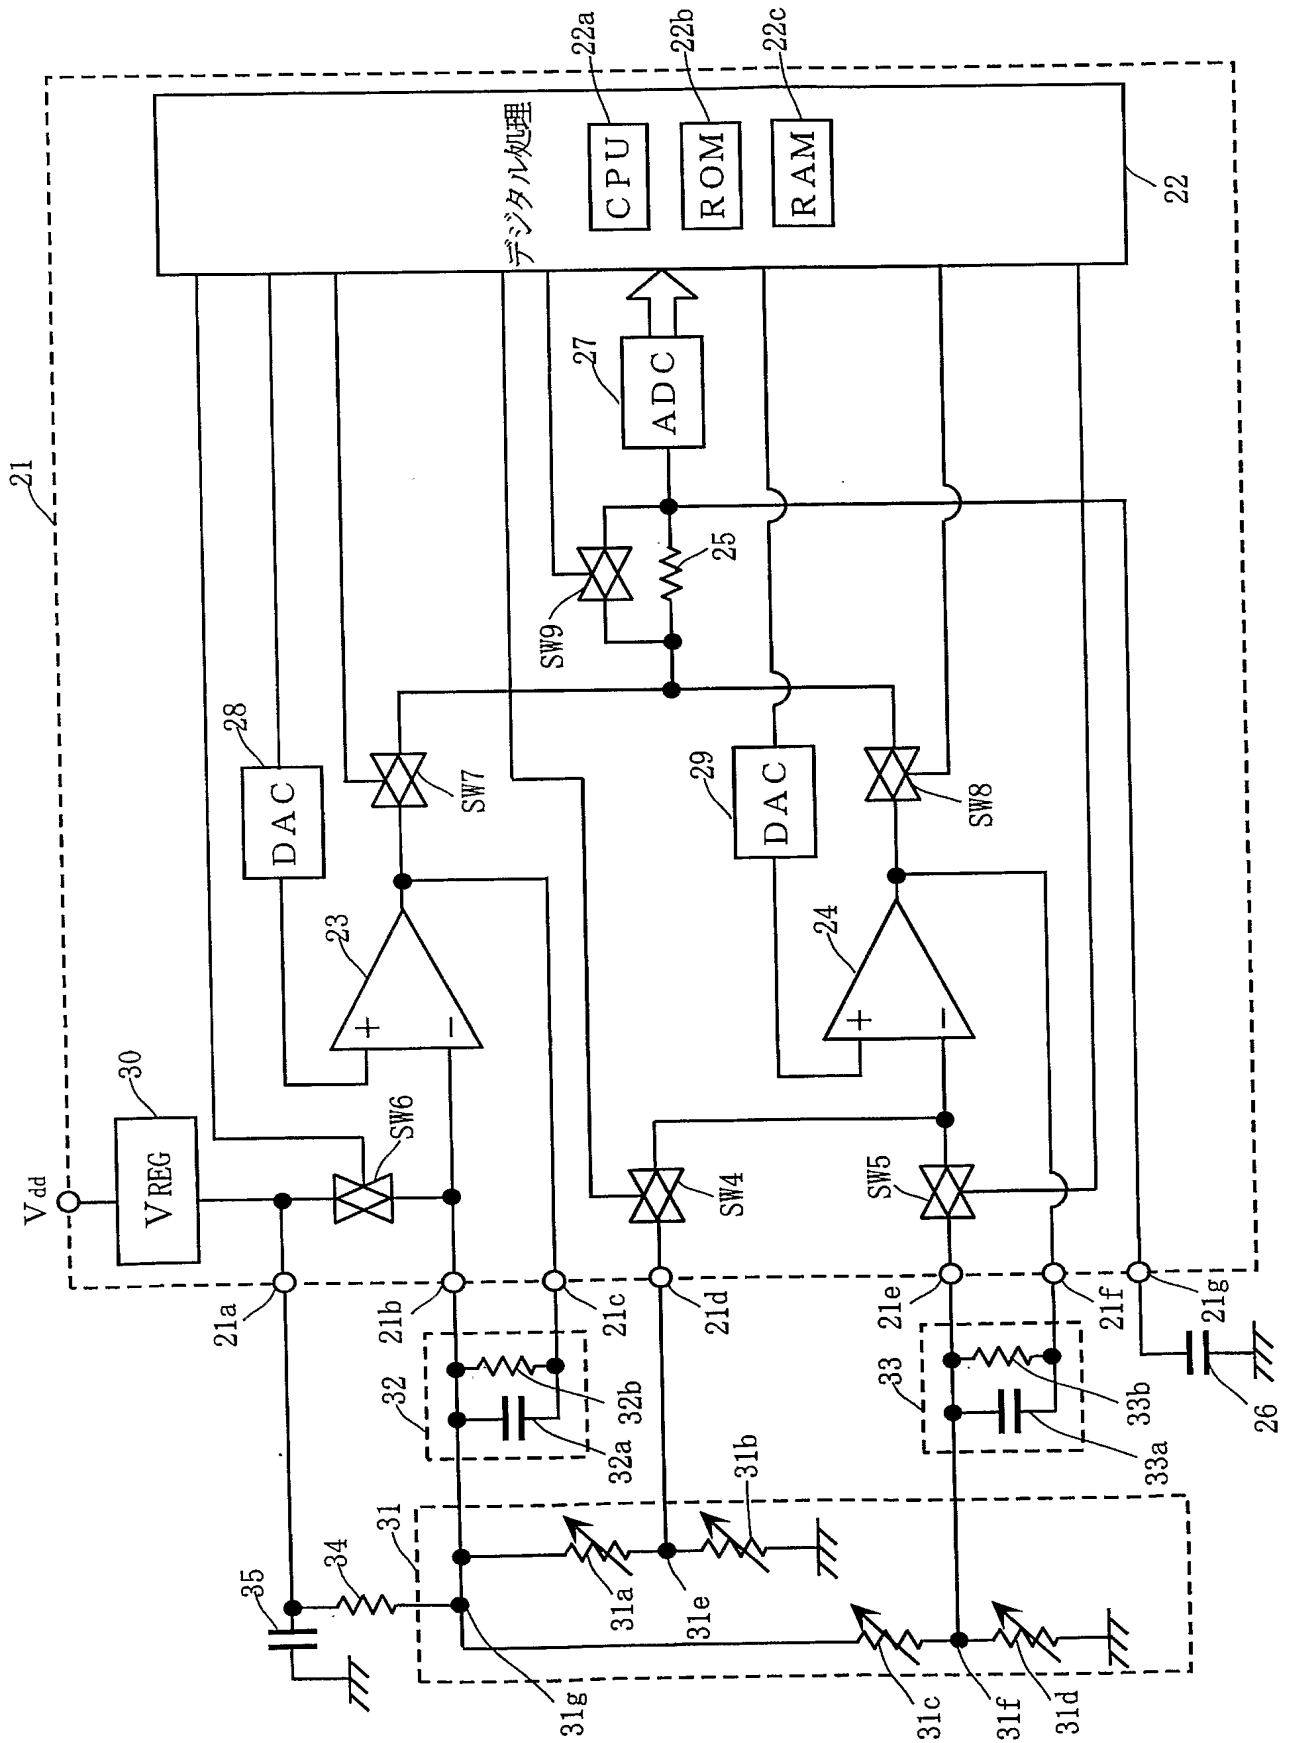 21
V dd
30
VREG
SW6
28
DAC
23
+
−
SW7
デジタル処理
CPU
22a
ROM
22b
RAM
22c
22
27
ADC
SW9
25
29
DAC
24
+
−
SW8
SW4
SW5
21a
21b
21c
21d
21e
21f
21g
32
32b
32a
33
33b
33a
26
35
34
31
31a
31b
31e
31g
31c
31f
31d